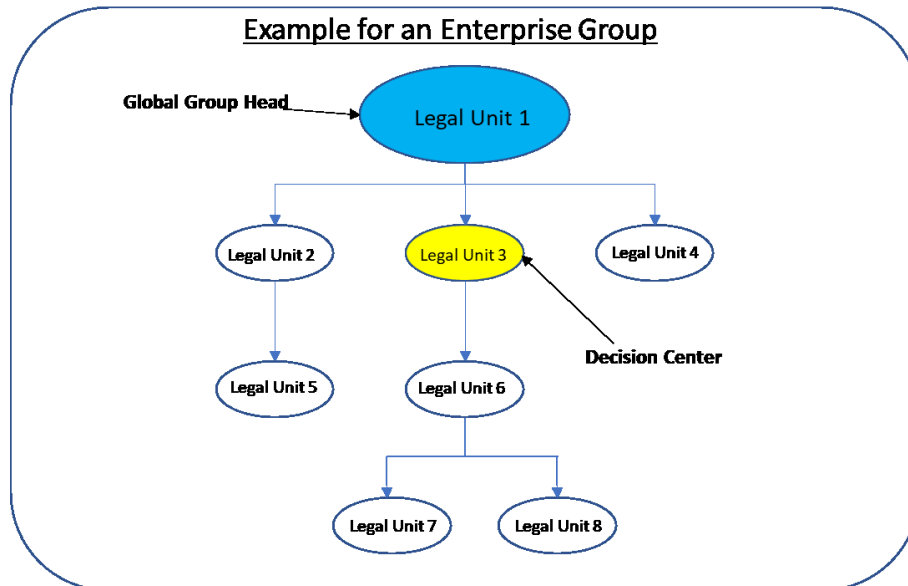 Example for an Enterprise Group
Global Group Head
Legal Unit 1
Legal Unit 2
Legal Unit 3
Legal Unit 4
Decision Center
Legal Unit 5
Legal Unit 6
Legal Unit 7
Legal Unit 8